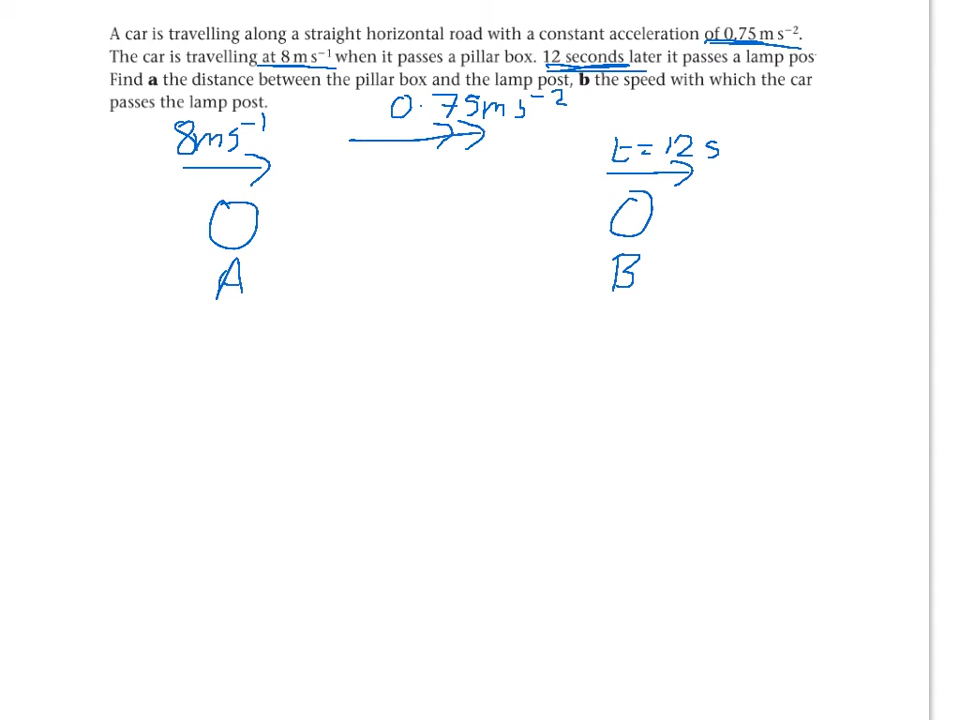 A car is travelling along a straight horizontal road with a constant acceleration of 0.75 m s⁻².
The car is travelling at 8 m s⁻¹ when it passes a pillar box. 12 seconds later it passes a lamp pos
Find a the distance between the pillar box and the lamp post, b the speed with which the car
passes the lamp post.
0.75ms⁻²
8ms⁻¹
t=12s
A
B